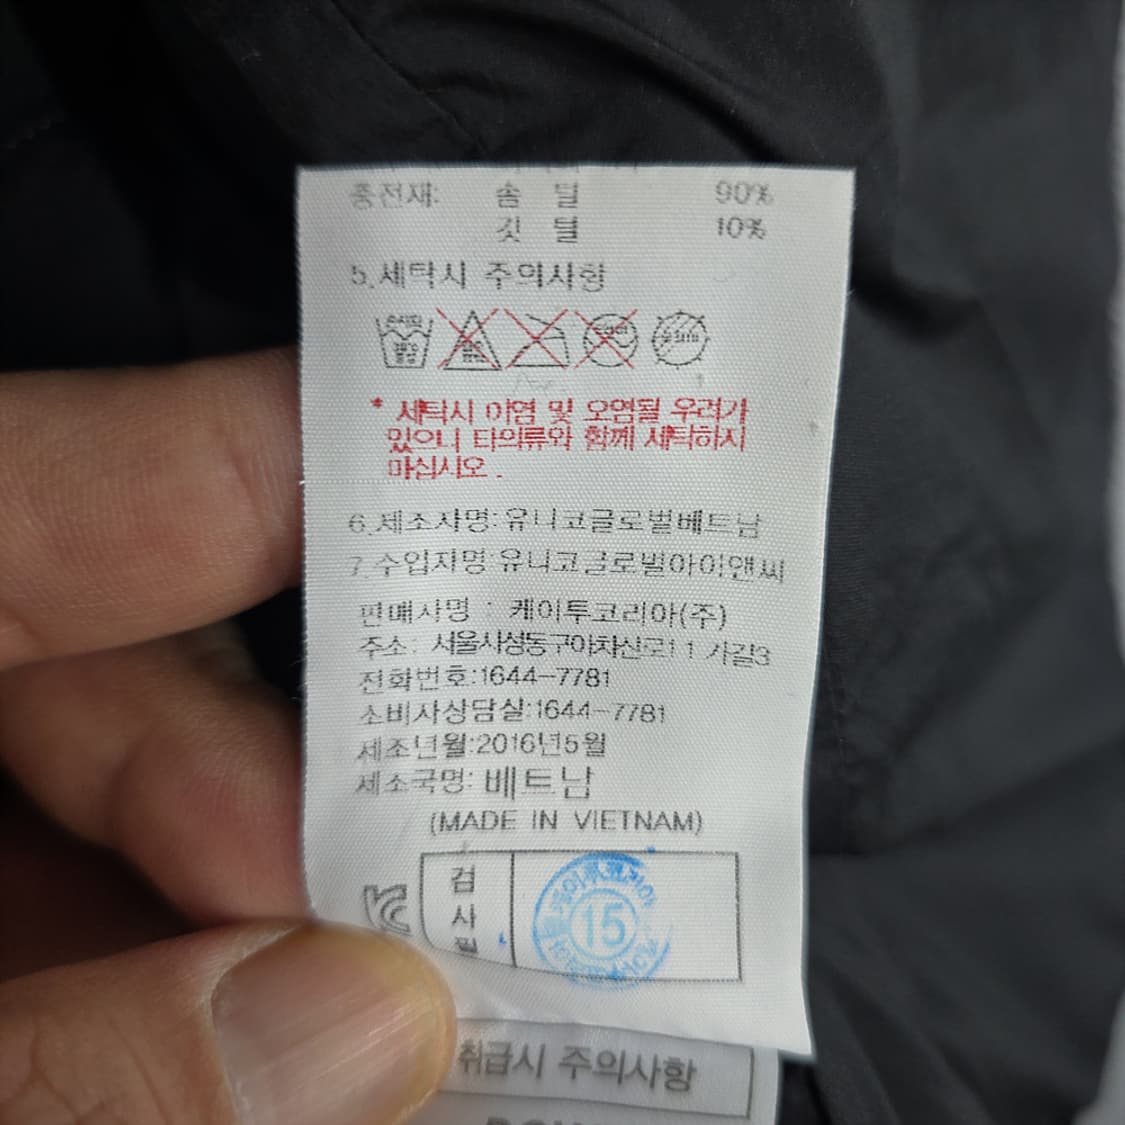 충전재: 솜 털 90%
깃 털 10%
5.세탁시 주의사항
* 세탁시 이염 및 오염될 우려가
있으니 타의류와 함께 세탁하지
마십시오.
6.제조자명:유니코글로벌베트남
7.수입자명:유니코글로벌아이앤씨
판매사명 : 케이투코리아(주)
주소: 서울시성동구아차산로11가길3
전화번호:1644-7781
소비자상담실:1644-7781
제조년월:2016년5월
제조국명: 베트남
(MADE IN VIETNAM)
검
사
필
15
취급시 주의사항